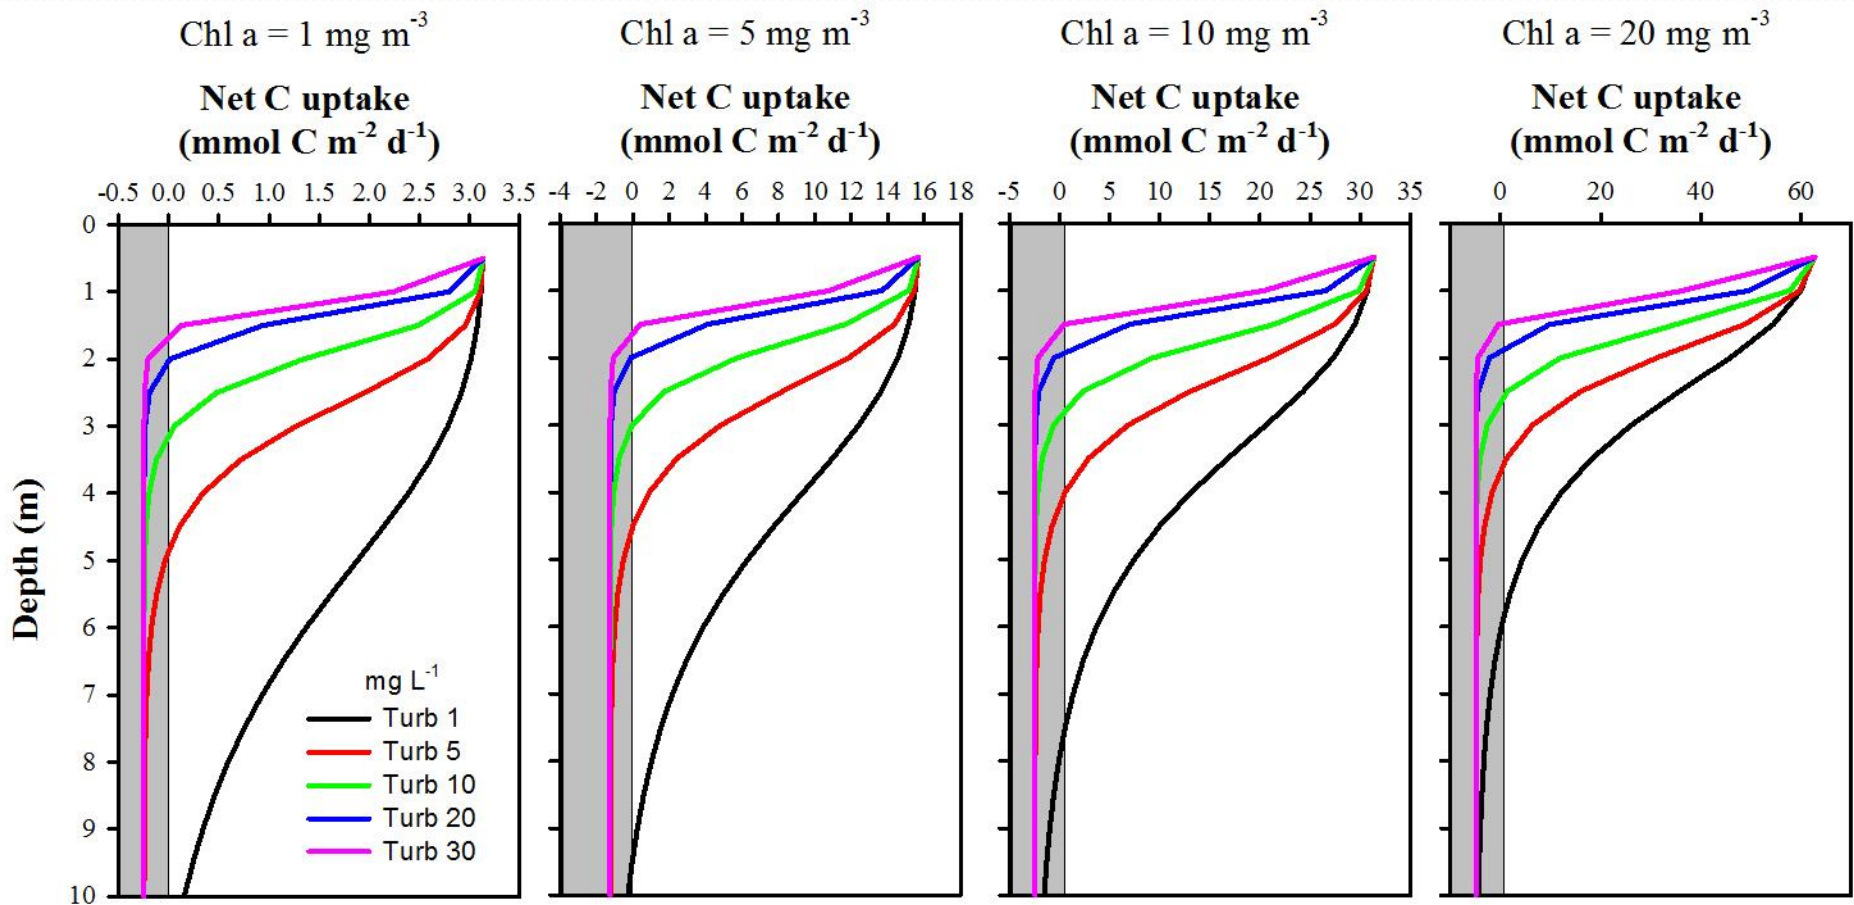 Chl a = 1 mg m⁻³ Chl a = 5 mg m⁻³ Chl a = 10 mg m⁻³ Chl a = 20 mg m⁻³
Net C uptake Net C uptake Net C uptake Net C uptake
(mmol C m⁻² d⁻¹) (mmol C m⁻² d⁻¹) (mmol C m⁻² d⁻¹) (mmol C m⁻² d⁻¹)
-0.5 0.0 0.5 1.0 1.5 2.0 2.5 3.0 3.5 -4 -2 0 2 4 6 8 10 12 14 16 18 -5 0 5 10 15 20 25 30 35 0 20 40 60
0
1
2
3
4
Depth (m)
5
6
mg L⁻¹
7
Turb 1
Turb 5
8
Turb 10
Turb 20
9
Turb 30
10